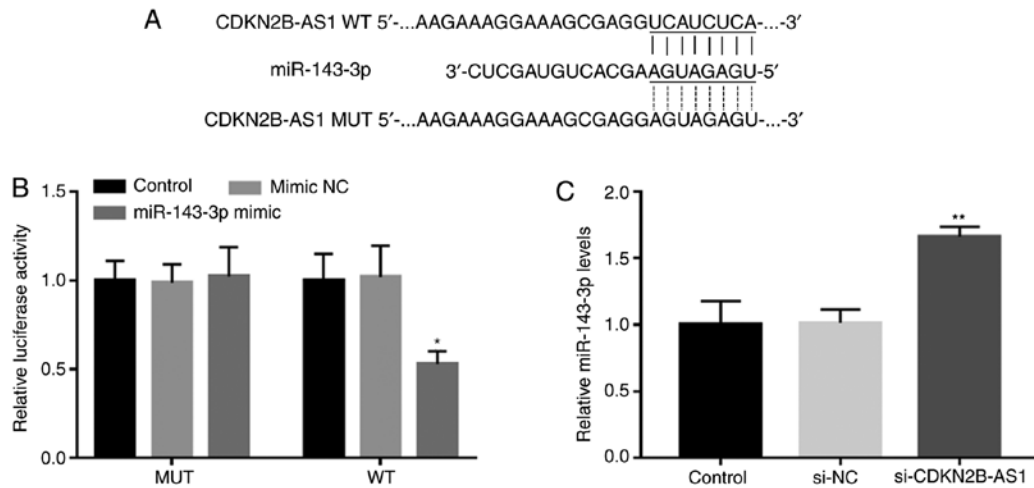 A
CDKN2B-AS1 WT 5′-...AAGAAAGGAAAGCGAGGUCAUCUCA-...-3′
miR-143-3p 3′-CUCGAUGUCACGAAGUAGAGU-5′
CDKN2B-AS1 MUT 5′-...AAGAAAGGAAAGCGAGGAGUAGAGU-...-3′
B
Control Mimic NC
miR-143-3p mimic
Relative luciferase activity
1.5
1.0
0.5
0.0
*
MUT WT
C
Relative miR-143-3p levels
2.0
1.5
1.0
0.5
0.0
**
Control si-NC si-CDKN2B-AS1